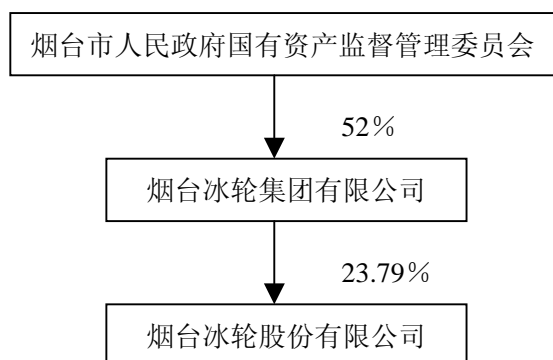 烟台市人民政府国有资产监督管理委员会
52％
烟台冰轮集团有限公司
23.79％
烟台冰轮股份有限公司